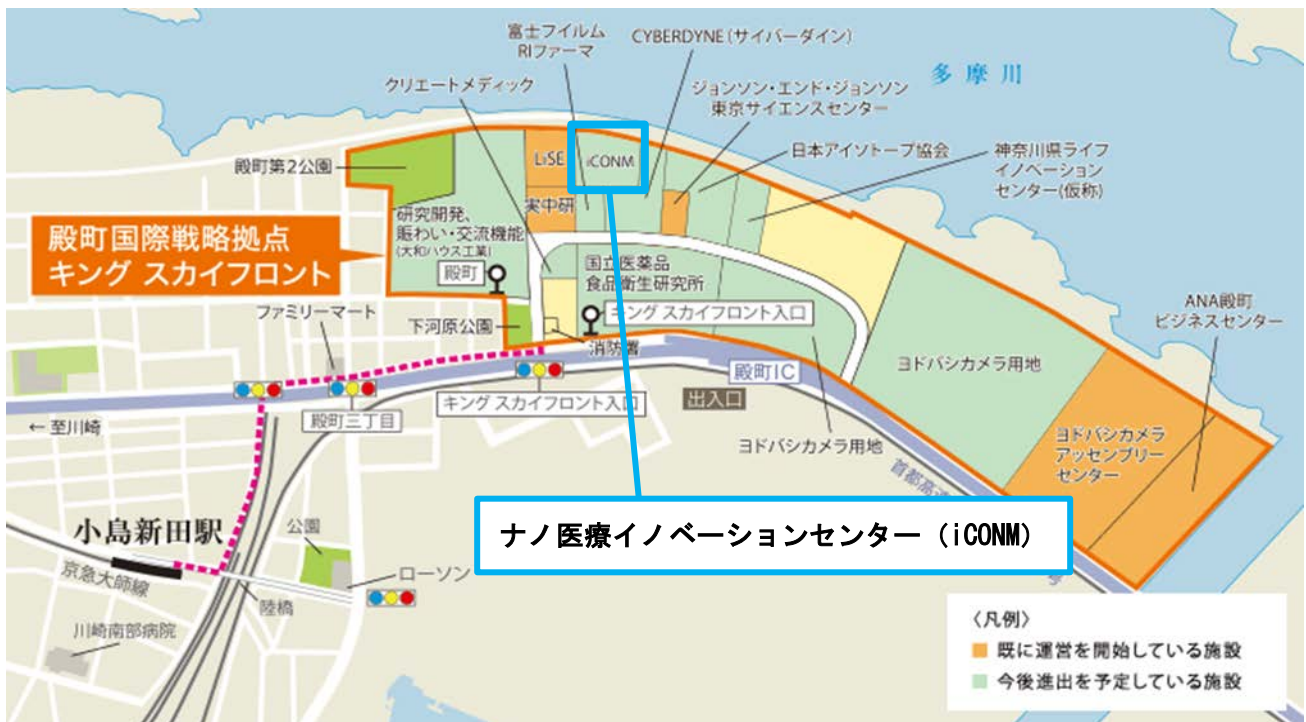 富士フイルム
RIファーマ
CYBERDYNE(サイバーダイン)
多摩川
クリエートメディック
ジョンソン・エンド・ジョンソン
東京サイエンスセンター
殿町第2公園
LiSE
iCONM
日本アイソトープ協会
神奈川県ライフ
イノベーション
センター(仮称)
実中研
研究開発、
賑わい・交流機能
(大和ハウス工業)
殿町国際戦略拠点
キング スカイフロント
殿町
国立医薬品
食品衛生研究所
ファミリーマート
下河原公園
キング スカイフロント入口
消防署
ANA殿町
ビジネスセンター
殿町IC
ヨドバシカメラ用地
出入口
殿町三丁目
キング スカイフロント入口
← 至川崎
ヨドバシカメラ用地
ヨドバシカメラ
アッセンブリー
センター
首都高速
小島新田駅
公園
ナノ医療イノベーションセンター (iCONM)
京急大師線
ローソン
陸橋
川崎南部病院
〈凡例〉
既に運営を開始している施設
今後進出を予定している施設